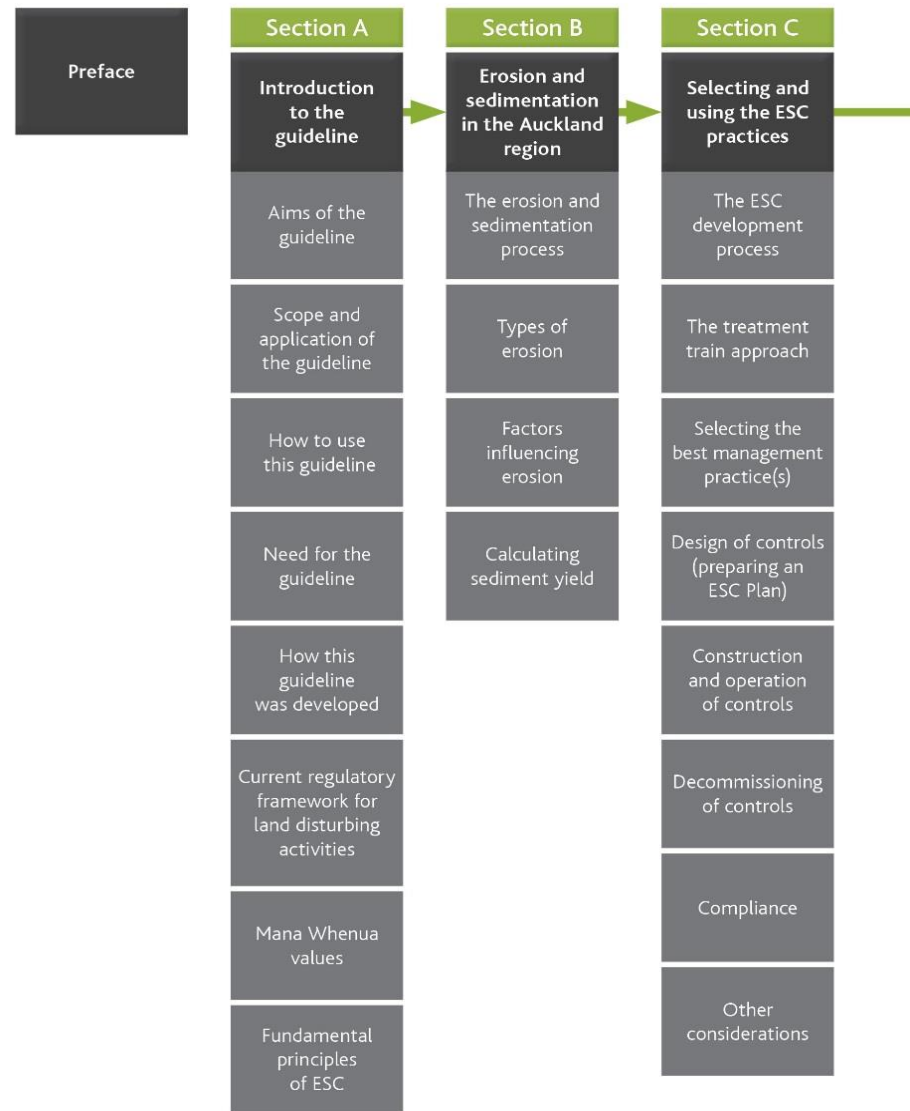 Preface
Section A
Introduction
to the
guideline
Aims of the
guideline
Scope and
application of
the guideline
How to use
this guideline
Need for the
guideline
How this
guideline
was developed
Current regulatory
framework for
land disturbing
activities
Mana Whenua
values
Fundamental
principles
of ESC
Section B
Erosion and
sedimentation
in the Auckland
region
The erosion and
sedimentation
process
Types of
erosion
Factors
influencing
erosion
Calculating
sediment yield
Section C
Selecting and
using the ESC
practices
The ESC
development
process
The treatment
train approach
Selecting the
best management
practice(s)
Design of controls
(preparing an
ESC Plan)
Construction
and operation
of controls
Decommissioning
of controls
Compliance
Other
considerations